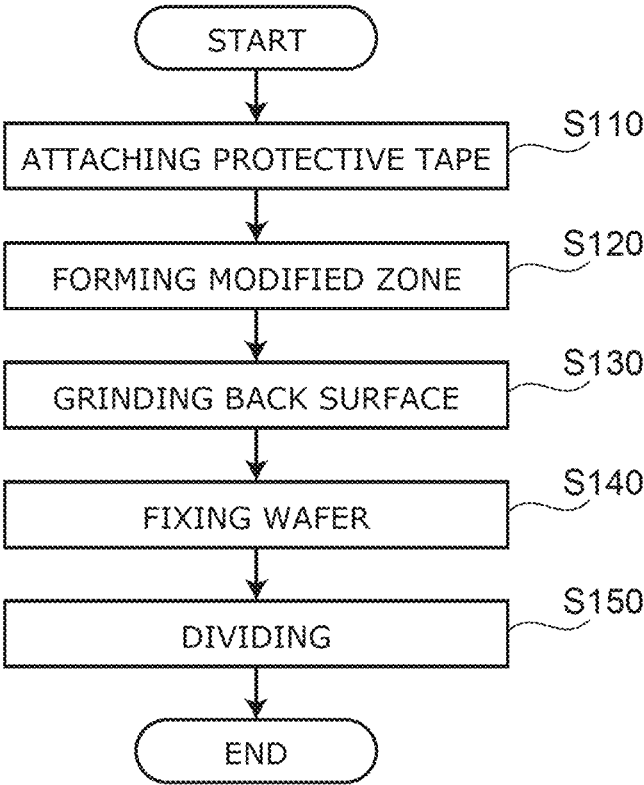 START
S110
ATTACHING PROTECTIVE TAPE
S120
FORMING MODIFIED ZONE
S130
GRINDING BACK SURFACE
S140
FIXING WAFER
S150
DIVIDING
END